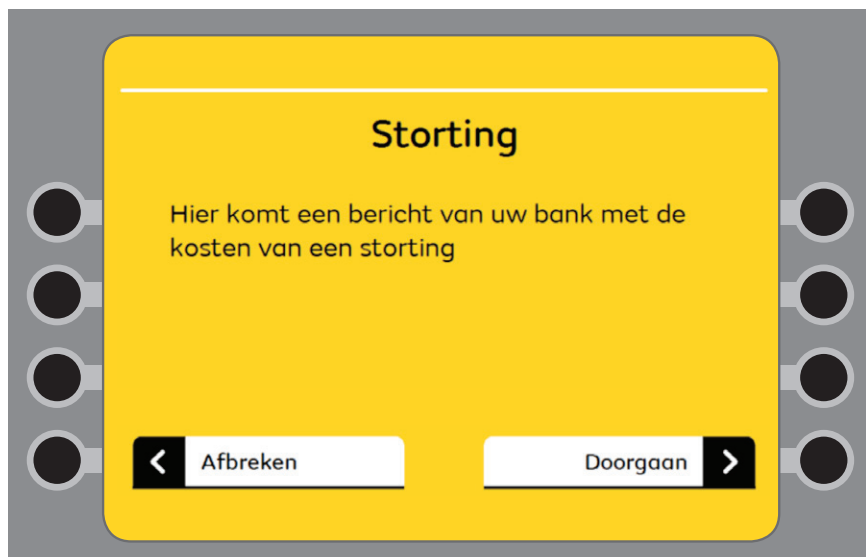 Storting
Hier komt een bericht van uw bank met de
kosten van een storting
Afbreken
Doorgaan